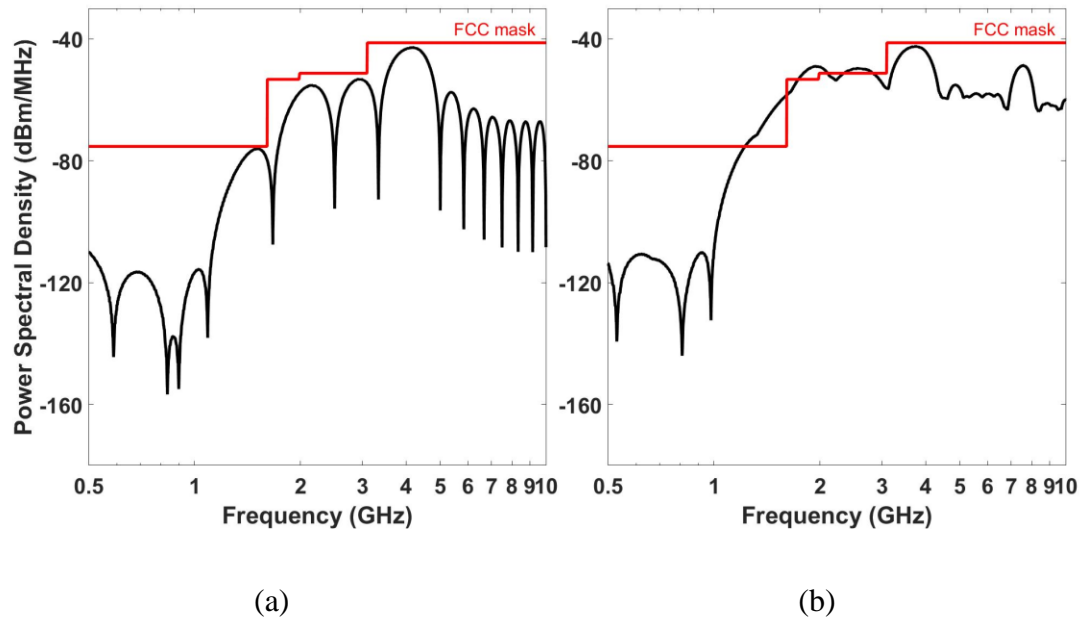 FCC mask
FCC mask
-40
-80
-120
-160
Power Spectral Density (dBm/MHz)
0.5 1 2 3 4 5 6 7 8 9 10
Frequency (GHz)
-40
-80
-120
-160
0.5 1 2 3 4 5 6 7 8 9 10
Frequency (GHz)
(a)
(b)